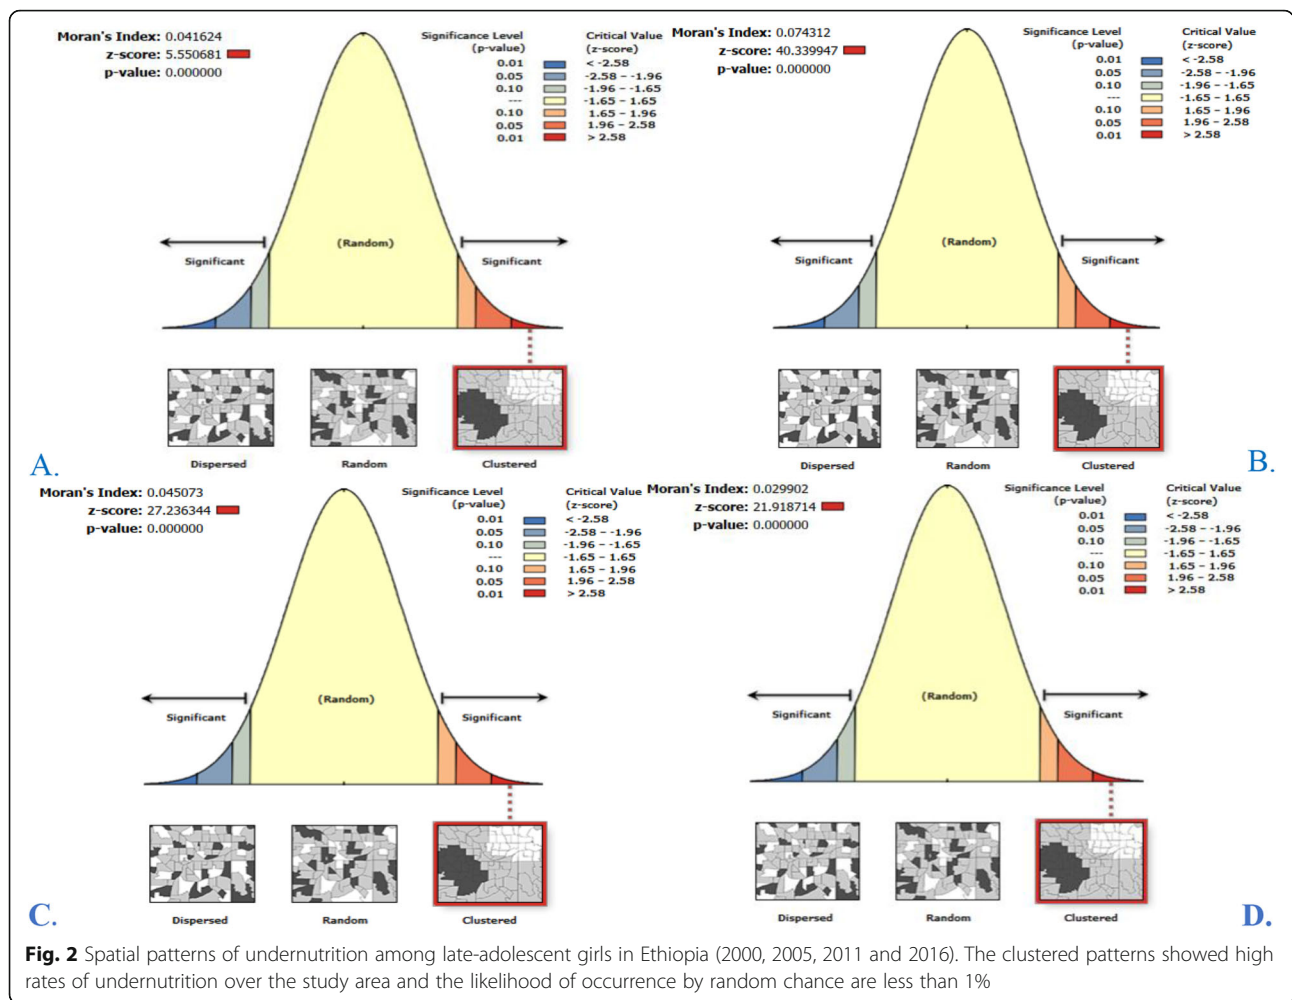 Moran's Index: 0.041624
z-score: 5.550681
p-value: 0.000000
Significance Level
(p-value)
Critical Value
(z-score)
0.01 < -2.58
0.05 -2.58 – -1.96
0.10 -1.96 – -1.65
--- -1.65 – 1.65
0.10 1.65 – 1.96
0.05 1.96 – 2.58
0.01 > 2.58
(Random)
Significant
Significant
Dispersed
Random
Clustered
A.
Moran's Index: 0.074312
z-score: 40.339947
p-value: 0.000000
Significance Level
(p-value)
Critical Value
(z-score)
0.01 < -2.58
0.05 -2.58 – -1.96
0.10 -1.96 – -1.65
--- -1.65 – 1.65
0.10 1.65 – 1.96
0.05 1.96 – 2.58
0.01 > 2.58
(Random)
Significant
Significant
Dispersed
Random
Clustered
B.
Moran's Index: 0.045073
z-score: 27.236344
p-value: 0.000000
Significance Level
(p-value)
Critical Value
(z-score)
0.01 < -2.58
0.05 -2.58 – -1.96
0.10 -1.96 – -1.65
--- -1.65 – 1.65
0.10 1.65 – 1.96
0.05 1.96 – 2.58
0.01 > 2.58
(Random)
Significant
Significant
Dispersed
Random
Clustered
C.
Moran's Index: 0.029902
z-score: 21.918714
p-value: 0.000000
Significance Level
(p-value)
Critical Value
(z-score)
0.01 < -2.58
0.05 -2.58 – -1.96
0.10 -1.96 – -1.65
--- -1.65 – 1.65
0.10 1.65 – 1.96
0.05 1.96 – 2.58
0.01 > 2.58
(Random)
Significant
Significant
Dispersed
Random
Clustered
D.
Fig. 2 Spatial patterns of undernutrition among late-adolescent girls in Ethiopia (2000, 2005, 2011 and 2016). The clustered patterns showed high
rates of undernutrition over the study area and the likelihood of occurrence by random chance are less than 1%